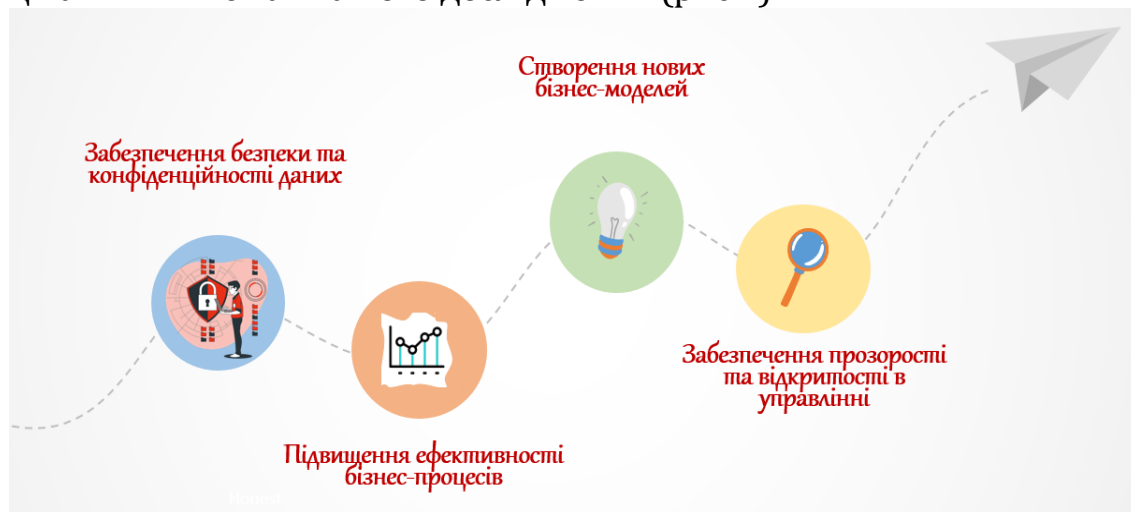 Забезпечення безпеки та
конфіденційності даних
Підвищення ефективності
бізнес-процесів
Створення нових
бізнес-моделей
Забезпечення прозорості
та відкритості в
управлінні